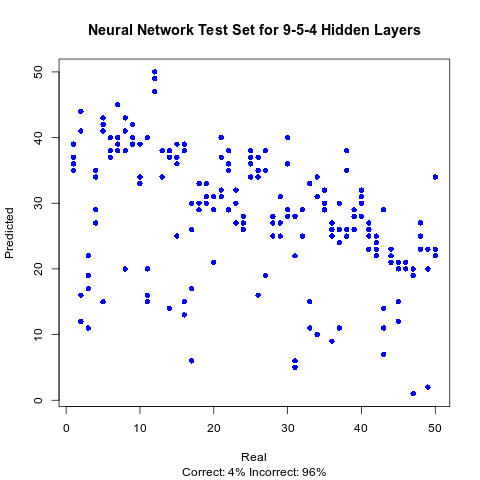 Neural Network Test Set for 9-5-4 Hidden Layers
Predicted
50
40
30
20
10
0
0 10 20 30 40 50
Real
Correct: 4% Incorrect: 96%